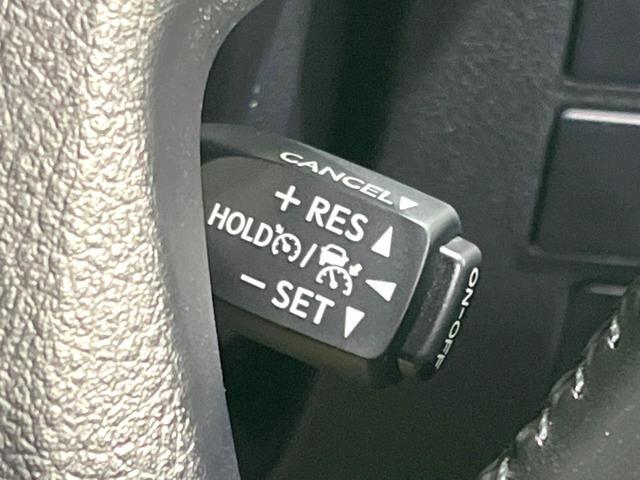 CANCEL▼
+ RES ▲
HOLD /
- SET ▼
ON-OFF